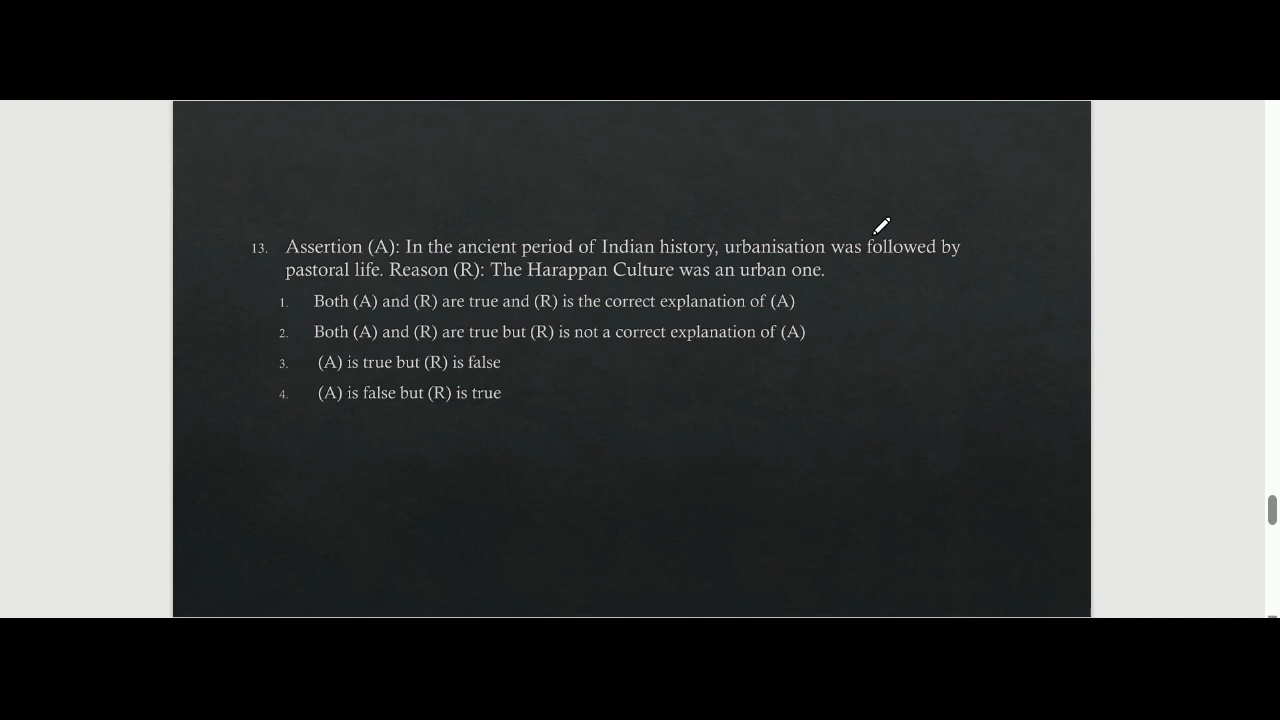 13. Assertion (A): In the ancient period of Indian history, urbanisation was followed by
pastoral life. Reason (R): The Harappan Culture was an urban one.
1. Both (A) and (R) are true and (R) is the correct explanation of (A)
2. Both (A) and (R) are true but (R) is not a correct explanation of (A)
3. (A) is true but (R) is false
4. (A) is false but (R) is true